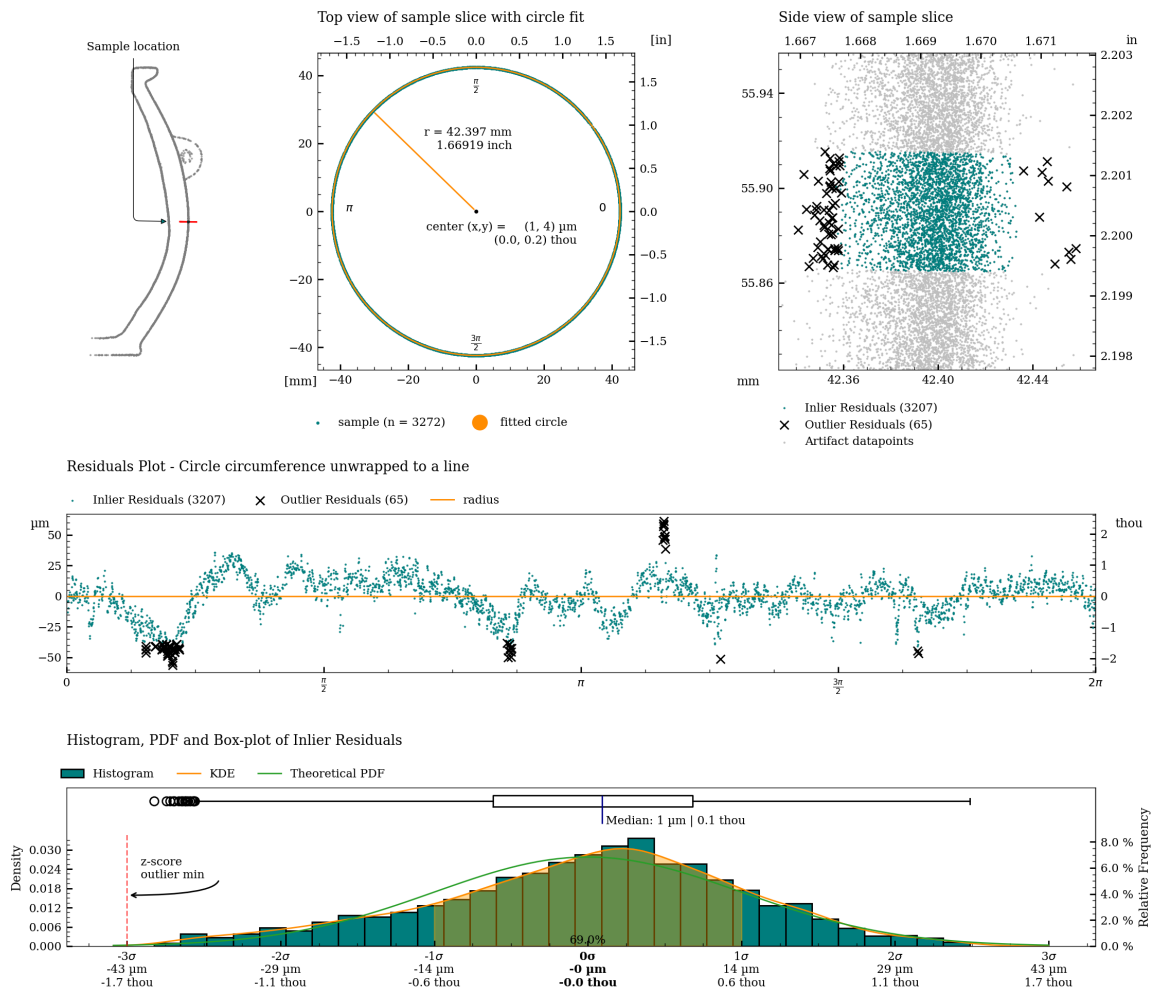 Top view of sample slice with circle fit
Side view of sample slice
Sample location
−1.5 −1.0 −0.5 0.0 0.5 1.0 1.5 [in]
1.667 1.668 1.669 1.670 1.671 in
40
20
0
−20
−40
1.5
1.0
0.5
0.0
−0.5
−1.0
−1.5
π/2
r = 42.397 mm
1.66919 inch
π
0
center (x,y) = (1, 4) µm
(0.0, 0.2) thou
3π/2
[mm] −40 −20 0 20 40
55.94
55.90
55.86
2.203
2.202
2.201
2.200
2.199
2.198
mm 42.36 42.40 42.44
sample (n = 3272) fitted circle
Inlier Residuals (3207)
Outlier Residuals (65)
Artifact datapoints
Residuals Plot - Circle circumference unwrapped to a line
Inlier Residuals (3207) Outlier Residuals (65) radius
µm thou
50
25
0
−25
−50
2
1
0
−1
−2
0 π/2 π 3π/2 2π
Histogram, PDF and Box-plot of Inlier Residuals
Histogram KDE Theoretical PDF
Median: 1 µm | 0.1 thou
Density
0.030
0.024
0.018
0.012
0.006
0.000
z-score
outlier min
69.0%
8.0 %
6.0 %
4.0 %
2.0 %
0.0 %
Relative Frequency
-3σ -2σ -1σ 0σ 1σ 2σ 3σ
-43 µm -29 µm -14 µm -0 µm 14 µm 29 µm 43 µm
-1.7 thou -1.1 thou -0.6 thou -0.0 thou 0.6 thou 1.1 thou 1.7 thou